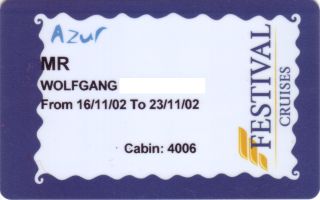 Azur
MR
WOLFGANG
From 16/11/02 To 23/11/02
Cabin: 4006
FESTIVAL
CRUISES